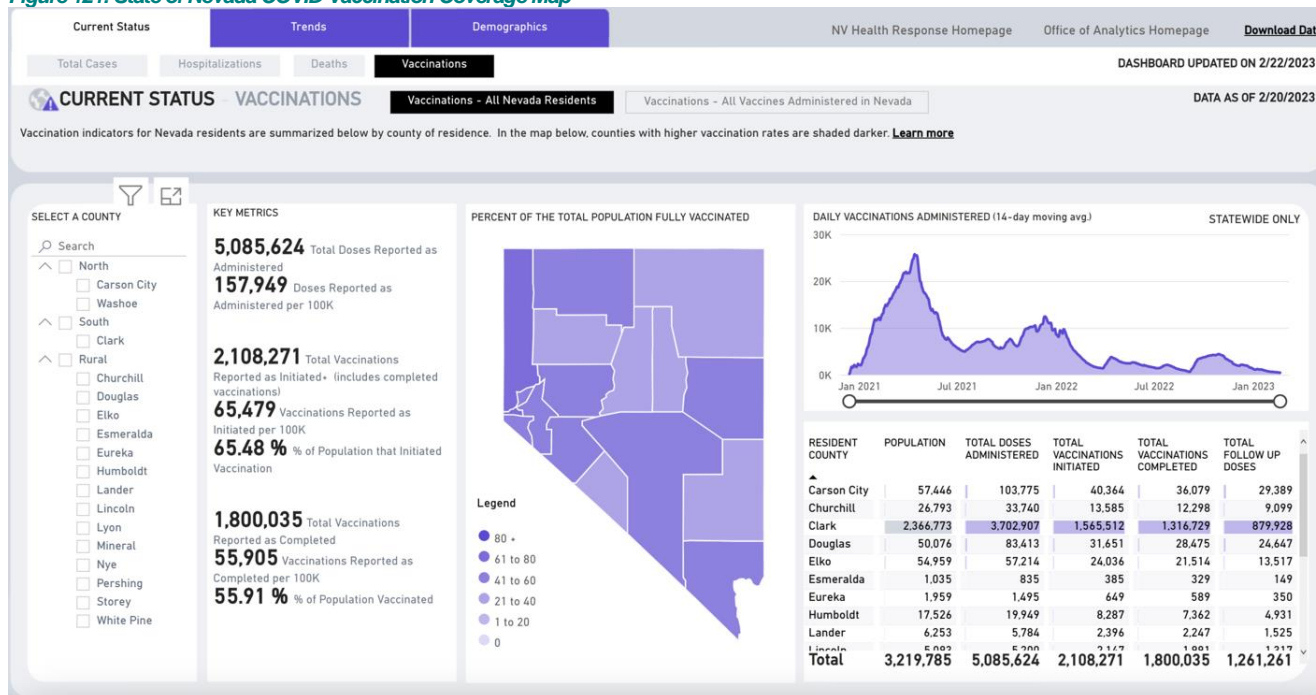 Figure 121: State of Nevada COVID Vaccination Coverage Map
Current Status
Trends
Demographics
NV Health Response Homepage
Office of Analytics Homepage
Download Dat
Total Cases
Hospitalizations
Deaths
Vaccinations
DASHBOARD UPDATED ON 2/22/2023
CURRENT STATUS - VACCINATIONS
Vaccinations - All Nevada Residents
Vaccinations - All Vaccines Administered in Nevada
DATA AS OF 2/20/2023
Vaccination indicators for Nevada residents are summarized below by county of residence. In the map below, counties with higher vaccination rates are shaded darker. Learn more
SELECT A COUNTY
Search
North
Carson City
Washoe
South
Clark
Rural
Churchill
Douglas
Elko
Esmeralda
Eureka
Humboldt
Lander
Lincoln
Lyon
Mineral
Nye
Pershing
Storey
White Pine
KEY METRICS
5,085,624 Total Doses Reported as
Administered
157,949 Doses Reported as
Administered per 100K
2,108,271 Total Vaccinations
Reported as Initiated+ (includes completed
vaccinations)
65,479 Vaccinations Reported as
Initiated per 100K
65.48 % % of Population that Initiated
Vaccination
1,800,035 Total Vaccinations
Reported as Completed
55,905 Vaccinations Reported as
Completed per 100K
55.91 % % of Population Vaccinated
PERCENT OF THE TOTAL POPULATION FULLY VACCINATED
Legend
80 +
61 to 80
41 to 60
21 to 40
1 to 20
0
DAILY VACCINATIONS ADMINISTERED (14-day moving avg.)
STATEWIDE ONLY
30K
20K
10K
0K
Jan 2021 Jul 2021 Jan 2022 Jul 2022 Jan 2023
RESIDENT COUNTY POPULATION TOTAL DOSES ADMINISTERED TOTAL VACCINATIONS INITIATED TOTAL VACCINATIONS COMPLETED TOTAL FOLLOW UP DOSES
Carson City 57,446 103,775 40,364 36,079 29,389
Churchill 26,793 33,740 13,585 12,298 9,099
Clark 2,366,773 3,702,907 1,565,512 1,316,729 879,928
Douglas 50,076 83,413 31,651 28,475 24,647
Elko 54,959 57,214 24,036 21,514 13,517
Esmeralda 1,035 835 385 329 149
Eureka 1,959 1,495 649 589 350
Humboldt 17,526 19,949 8,287 7,362 4,931
Lander 6,253 5,784 2,396 2,247 1,525
Lincoln
Total 3,219,785 5,085,624 2,108,271 1,800,035 1,261,261